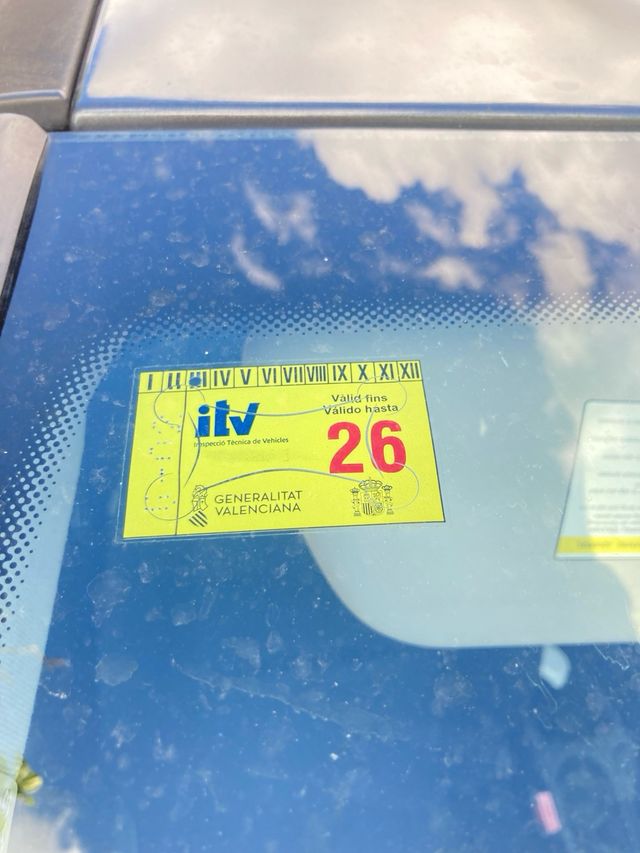 I II III IV V VI VII VIII IX X XI XII
itv
Inspecció Tècnica de Vehicles
Vàlid fins
Válido hasta
26
GENERALITAT
VALENCIANA